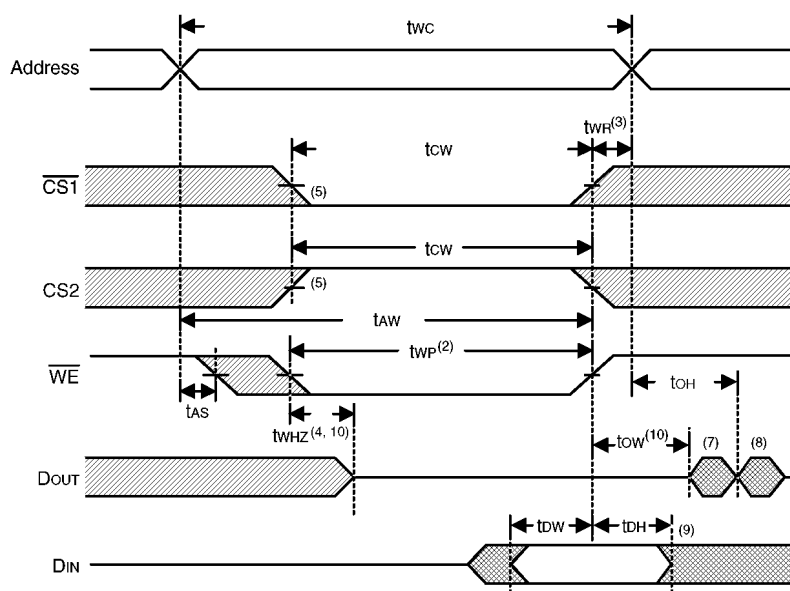 tWC
Address
tWR(3)
tCW
CS1
(5)
tCW
CS2
(5)
tAW
tWP(2)
WE
tAS
tOH
tWHZ(4, 10)
tOW(10)
(7)
(8)
DOUT
tDW
tDH
(9)
DIN